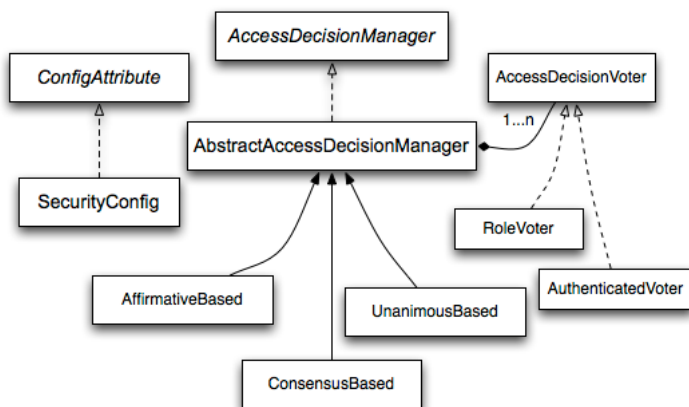 AccessDecisionManager
ConfigAttribute
AccessDecisionVoter
1...n
AbstractAccessDecisionManager
SecurityConfig
RoleVoter
AffirmativeBased
AuthenticatedVoter
UnanimousBased
ConsensusBased